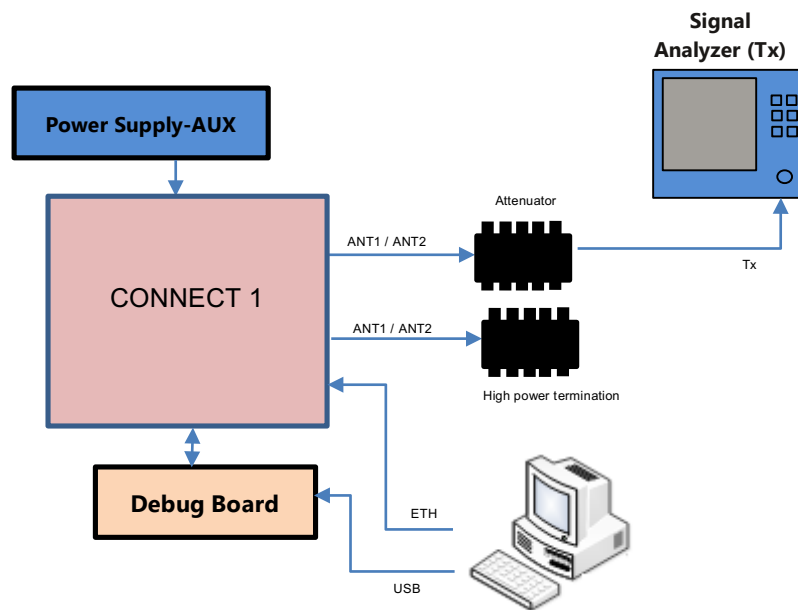 Signal
Analyzer (Tx)
Power Supply-AUX
Attenuator
ANT1 / ANT2
Tx
CONNECT 1
ANT1 / ANT2
High power termination
Debug Board
ETH
USB